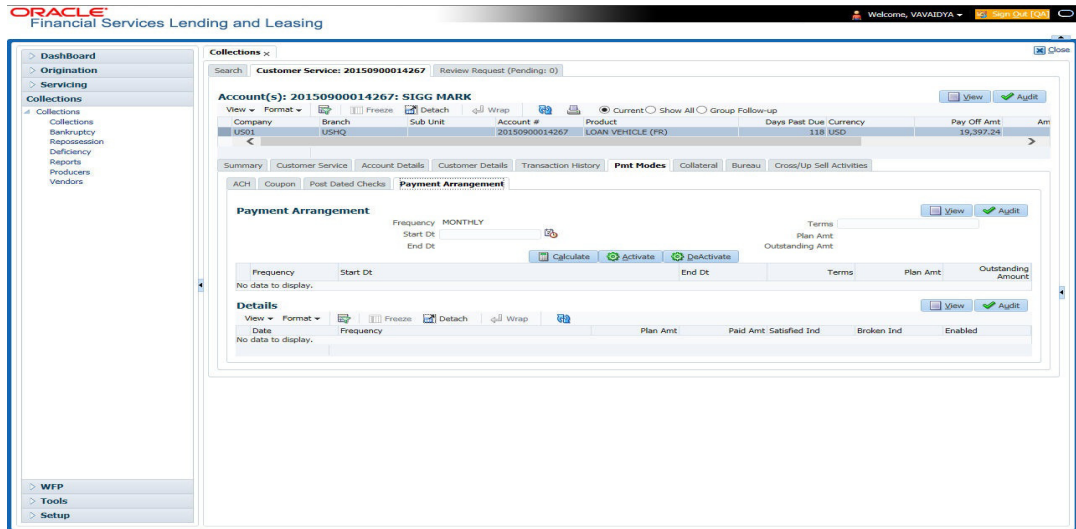 ORACLE
Financial Services Lending and Leasing
Welcome, VAVAIDYA
Sign Out [QA]
DashBoard
Origination
Servicing
Collections
Collections
Collections
Bankruptcy
Repossession
Deficiency
Reports
Producers
Vendors
WFP
Tools
Setup
Collections ×
Close
Search Customer Service: 20150900014267 Review Request (Pending: 0)
Account(s): 20150900014267: SIGG MARK
View Audit
View Format Freeze Detach Wrap Current Show All Group Follow-up
Company Branch Sub Unit Account # Product Days Past Due Currency Pay Off Amt Am
US01 USHQ 20150900014267 LOAN VEHICLE (FR) 118 USD 19,397.24
Summary Customer Service Account Details Customer Details Transaction History Pmt Modes Collateral Bureau Cross/Up Sell Activities
ACH Coupon Post Dated Checks Payment Arrangement
Payment Arrangement
View Audit
Frequency MONTHLY Terms
Start Dt Plan Amt
End Dt Outstanding Amt
Calculate Activate DeActivate
Frequency Start Dt End Dt Terms Plan Amt Outstanding Amount
No data to display.
Details
View Audit
View Format Freeze Detach Wrap
Date Frequency Plan Amt Paid Amt Satisfied Ind Broken Ind Enabled
No data to display.